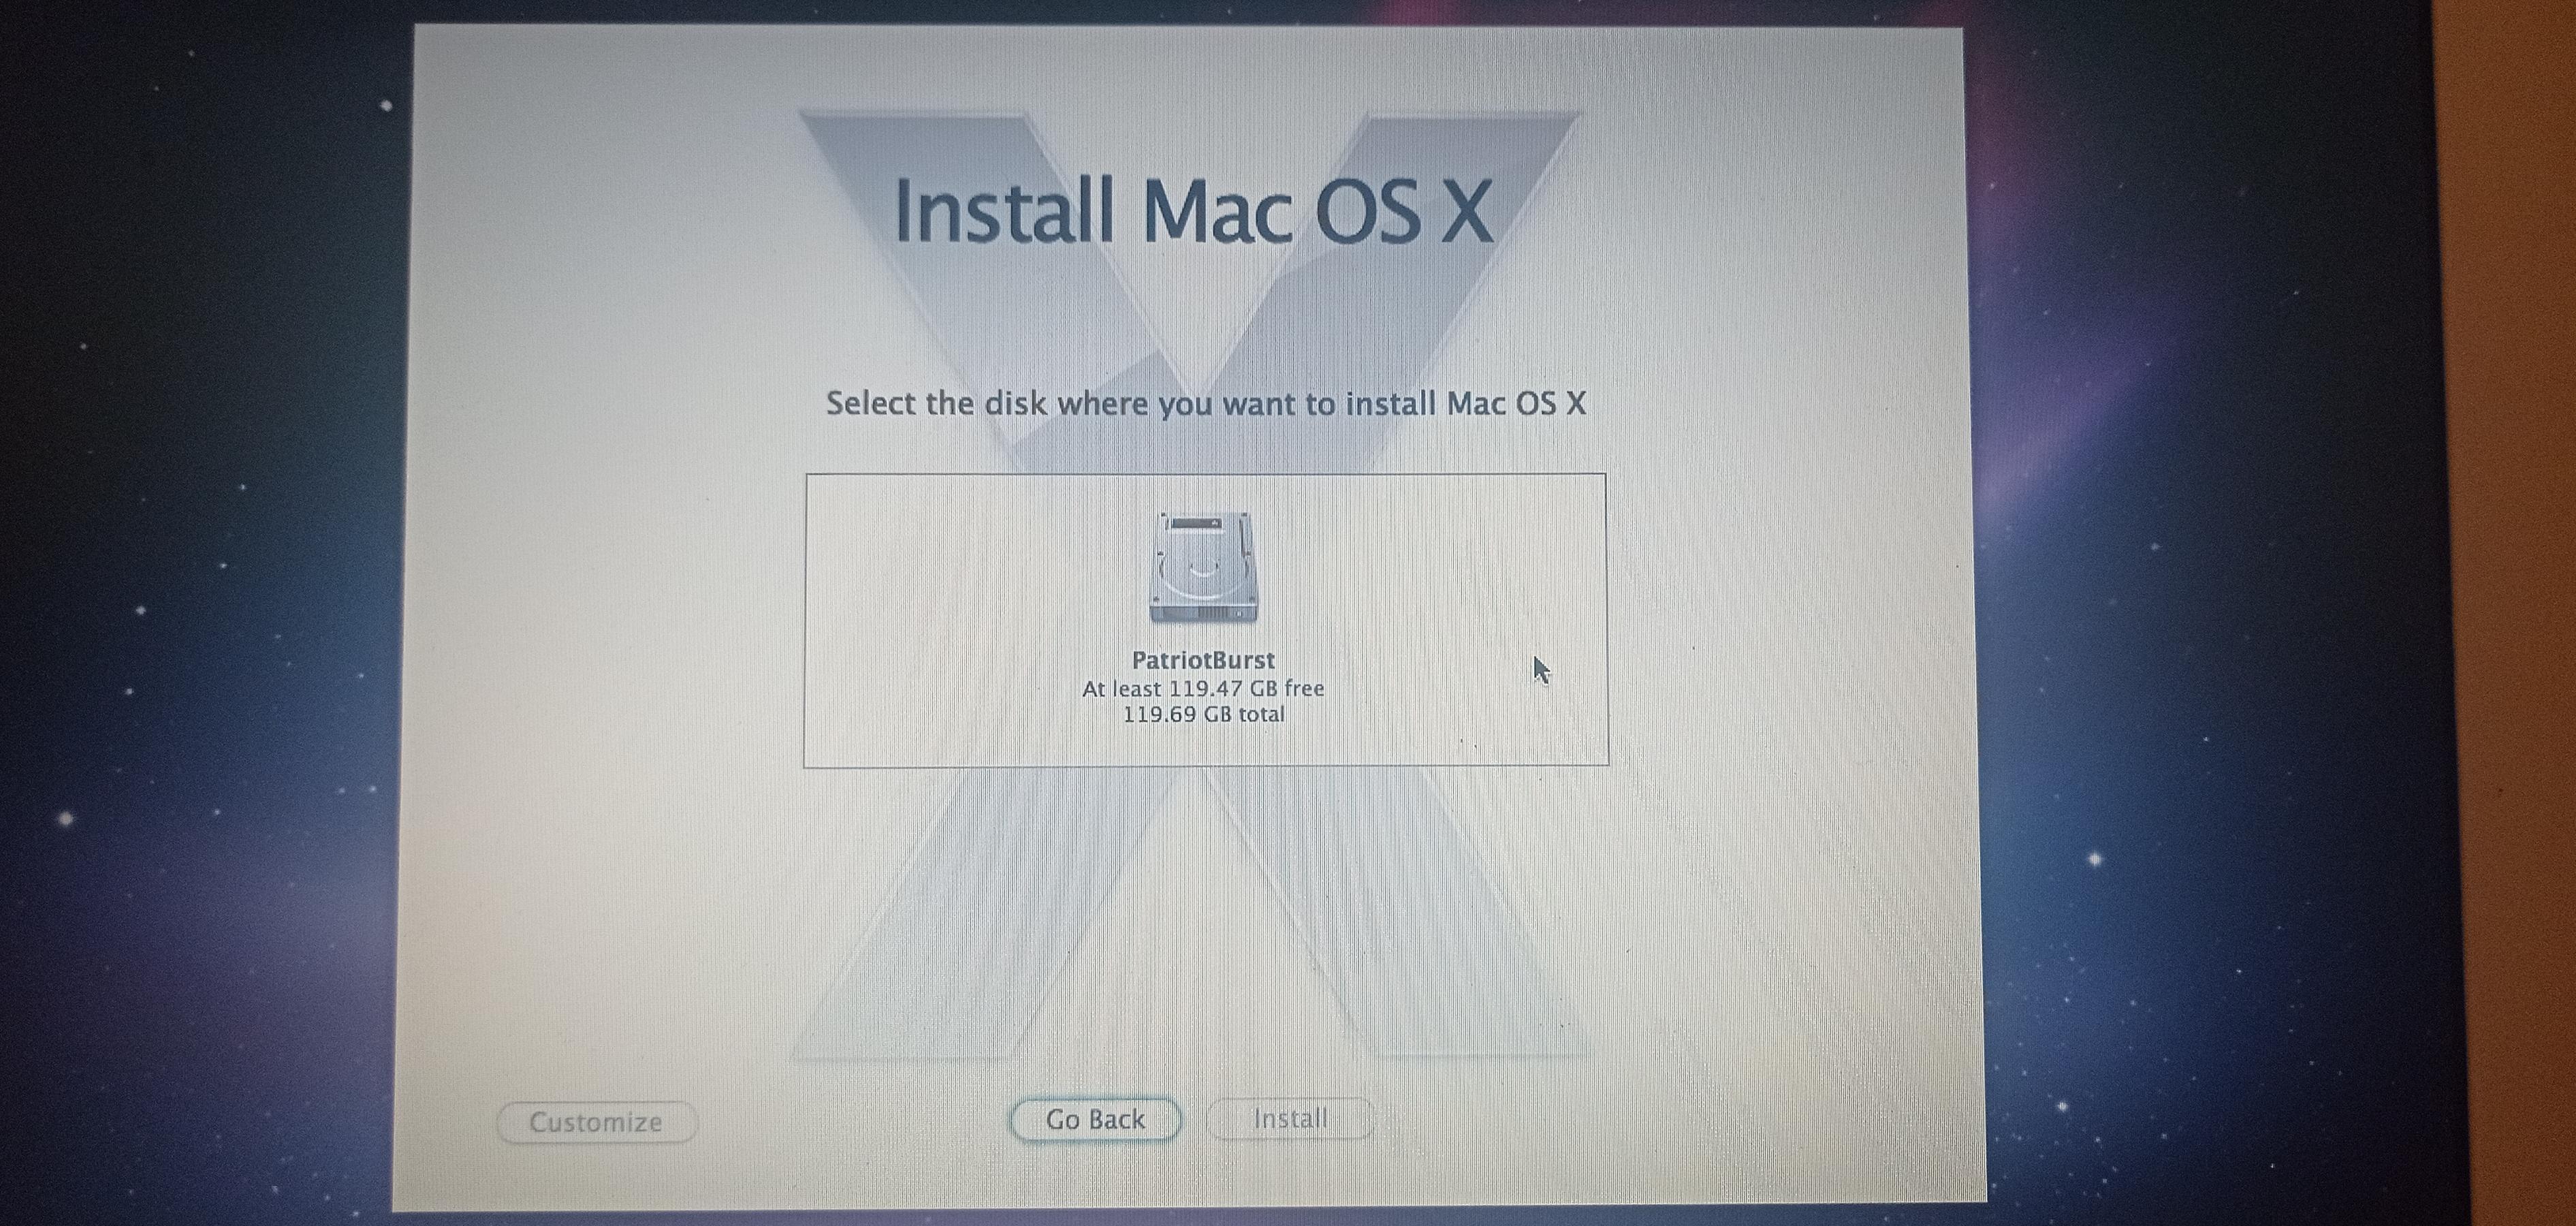 Install Mac OS X
Select the disk where you want to install Mac OS X
PatriotBurst
At least 119.47 GB free
119.69 GB total
Customize
Go Back
Install